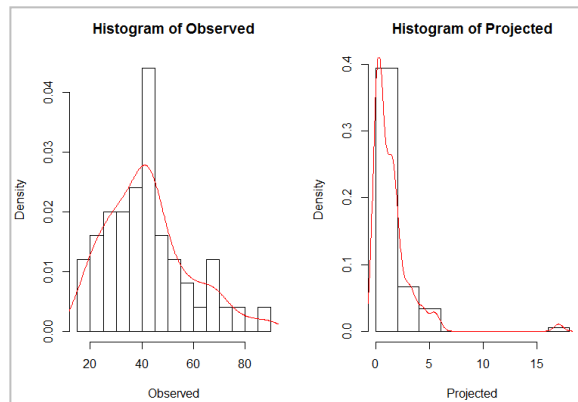 Histogram of Observed
Density
0.00 0.01 0.02 0.03 0.04
20 40 60 80
Observed
Histogram of Projected
Density
0.0 0.1 0.2 0.3 0.4
0 5 10 15
Projected